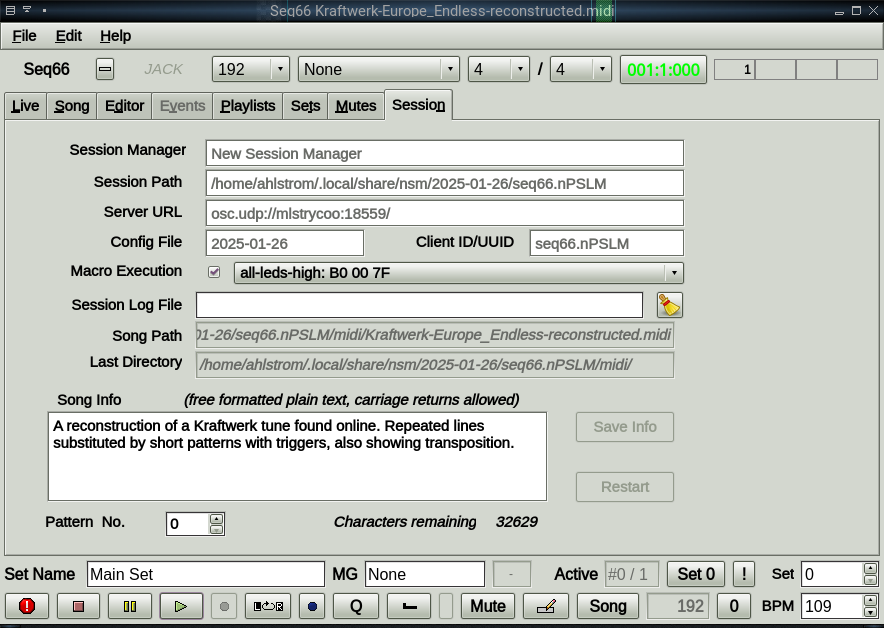 Seq66 Kraftwerk-Europe_Endless-reconstructed.midi
File Edit Help
Seq66 JACK 192 None 4 / 4 001:1:000 1
Live Song Editor Events Playlists Sets Mutes Session
Session Manager New Session Manager
Session Path /home/ahlstrom/.local/share/nsm/2025-01-26/seq66.nPSLM
Server URL osc.udp://mlstrycoo:18559/
Config File 2025-01-26 Client ID/UUID seq66.nPSLM
Macro Execution all-leds-high: B0 00 7F
Session Log File
Song Path 01-26/seq66.nPSLM/midi/Kraftwerk-Europe_Endless-reconstructed.midi
Last Directory /home/ahlstrom/.local/share/nsm/2025-01-26/seq66.nPSLM/midi/
Song Info (free formatted plain text, carriage returns allowed)
A reconstruction of a Kraftwerk tune found online. Repeated lines
substituted by short patterns with triggers, also showing transposition.
Save Info
Restart
Pattern No. 0 Characters remaining 32629
Set Name Main Set MG None - Active #0 / 1 Set 0 ! Set 0
L R Q Mute Song 192 0 BPM 109